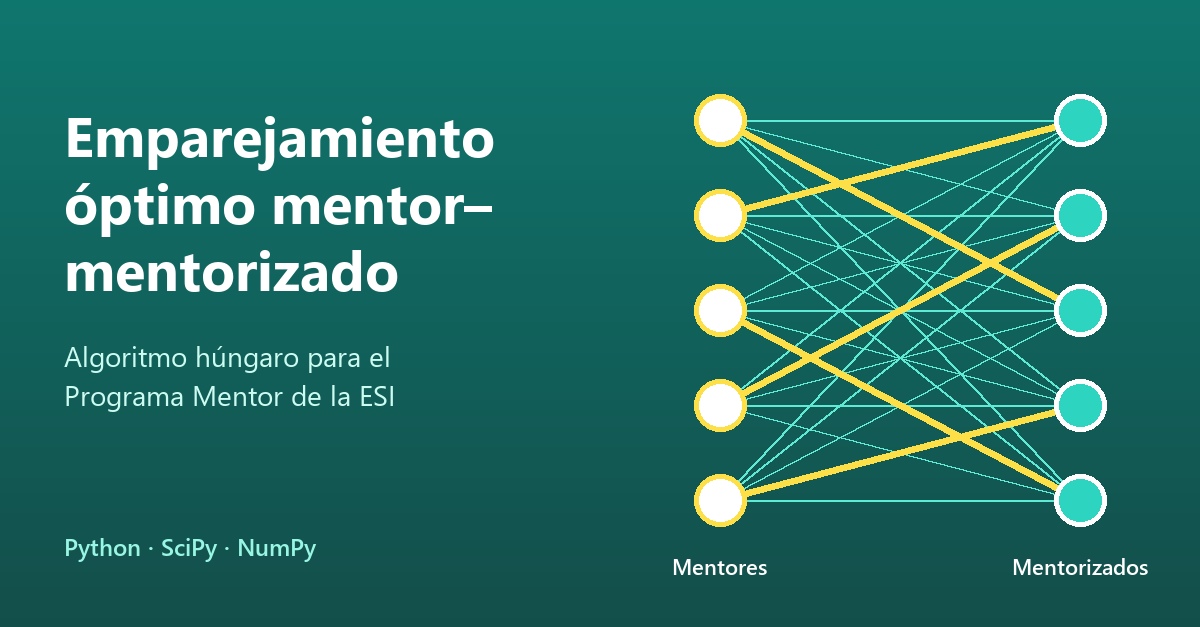 Emparejamiento
óptimo mentor–
mentorizado
Algoritmo húngaro para el
Programa Mentor de la ESI
Python · SciPy · NumPy
Mentores
Mentorizados